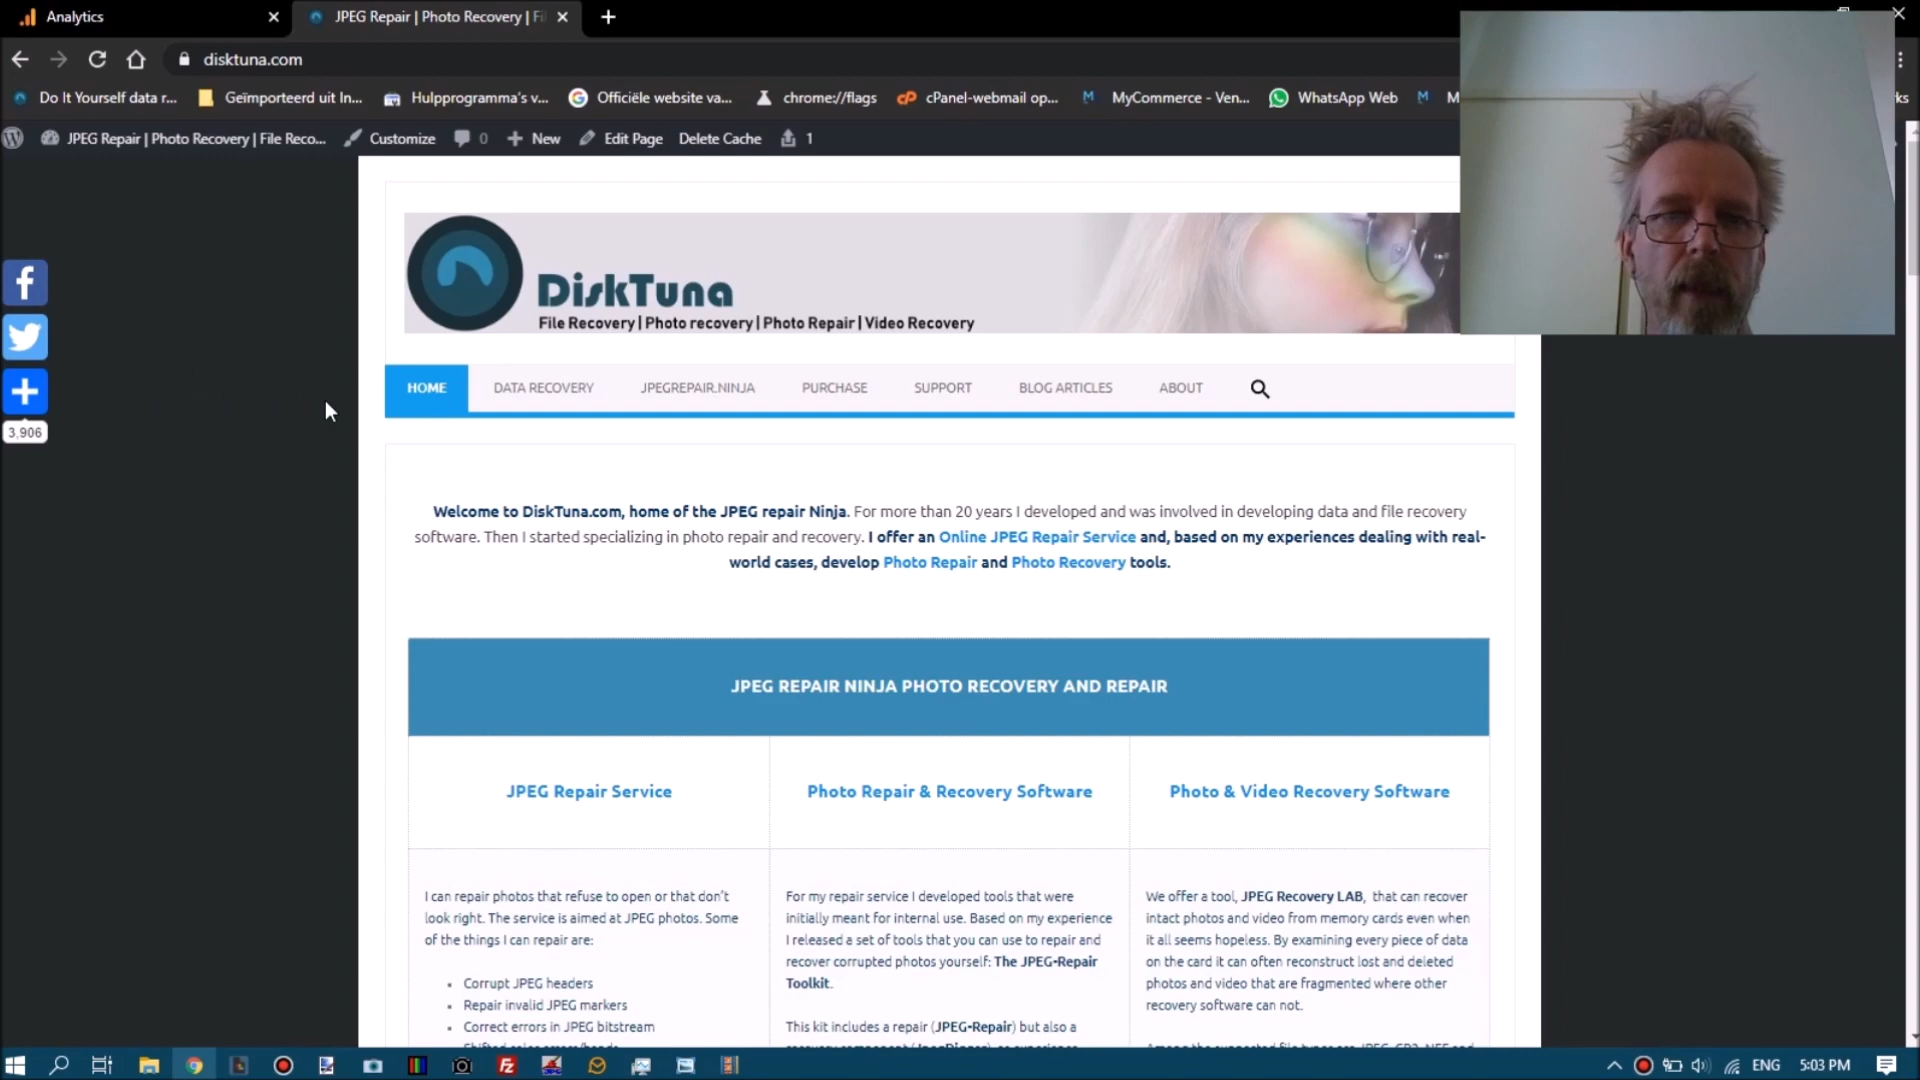 Analytics
JPEG Repair | Photo Recovery | Fi
disktuna.com
Do It Yourself data r...
Geïmporteerd uit In...
Hulpprogramma's v...
Officiële website va...
chrome://flags
cPanel-webmail op...
MyCommerce - Ven...
WhatsApp Web
M
ks
JPEG Repair | Photo Recovery | File Reco...
Customize
0
New
Edit Page
Delete Cache
1
DiskTuna
File Recovery | Photo recovery | Photo Repair | Video Recovery
3,906
HOME
DATA RECOVERY
JPEGREPAIR.NINJA
PURCHASE
SUPPORT
BLOG ARTICLES
ABOUT
Welcome to DiskTuna.com, home of the JPEG repair Ninja. For more than 20 years I developed and was involved in developing data and file recovery
software. Then I started specializing in photo repair and recovery. I offer an Online JPEG Repair Service and, based on my experiences dealing with real-
world cases, develop Photo Repair and Photo Recovery tools.
JPEG REPAIR NINJA PHOTO RECOVERY AND REPAIR
JPEG Repair Service
Photo Repair & Recovery Software
Photo & Video Recovery Software
I can repair photos that refuse to open or that don't
look right. The service is aimed at JPEG photos. Some
of the things I can repair are:
Corrupt JPEG headers
Repair invalid JPEG markers
Correct errors in JPEG bitstream
For my repair service I developed tools that were
initially meant for internal use. Based on my experience
I released a set of tools that you can use to repair and
recover corrupted photos yourself: The JPEG-Repair
Toolkit.
This kit includes a repair (JPEG-Repair) but also a
We offer a tool, JPEG Recovery LAB, that can recover
intact photos and video from memory cards even when
it all seems hopeless. By examining every piece of data
on the card it can often reconstruct lost and deleted
photos and video that are fragmented where other
recovery software can not.
ENG
5:03 PM